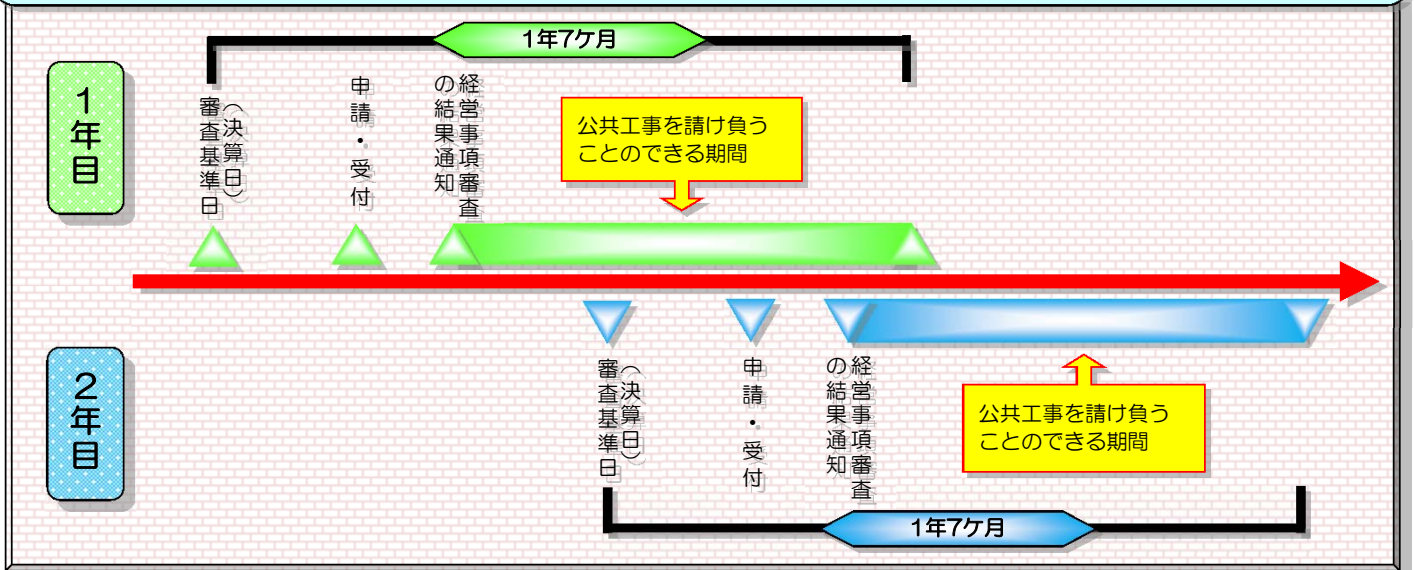 1年7ケ月
1年目
審査基準日
（決算日）
申請・受付
経営事項審査
の結果通知
公共工事を請け負う
ことのできる期間
2年目
審査基準日
（決算日）
申請・受付
経営事項審査
の結果通知
公共工事を請け負う
ことのできる期間
1年7ケ月